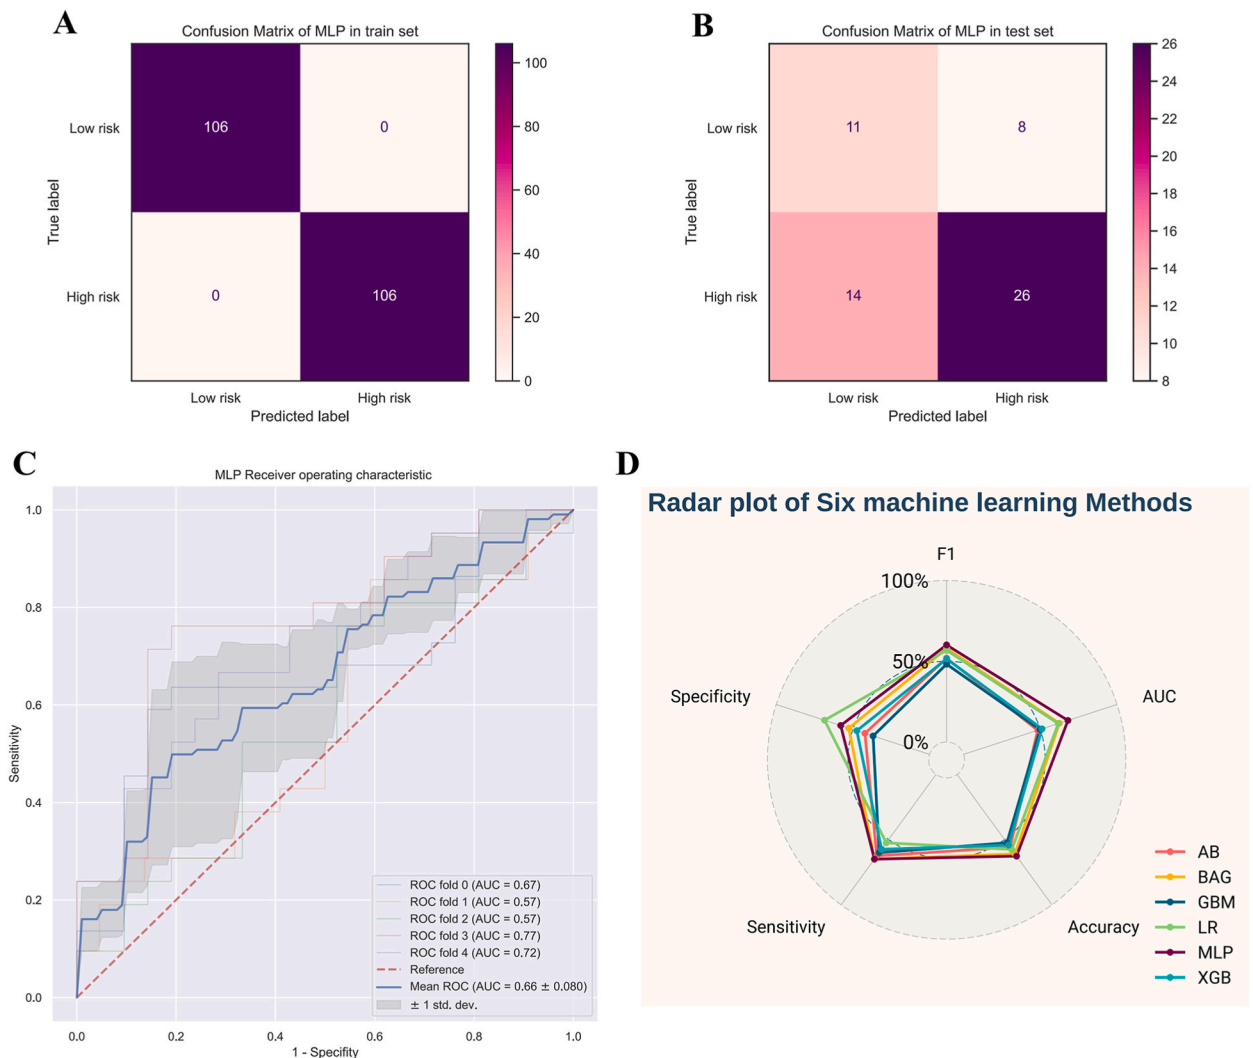 A
Confusion Matrix of MLP in train set
Low risk
High risk
True label
106
0
0
106
Low risk
High risk
Predicted label
100
80
60
40
20
0
B
Confusion Matrix of MLP in test set
Low risk
High risk
True label
11
8
14
26
Low risk
High risk
Predicted label
26
24
22
20
18
16
14
12
10
8
C
MLP Receiver operating characteristic
1.0
0.8
0.6
0.4
0.2
0.0
Sensitivity
ROC fold 0 (AUC = 0.67)
ROC fold 1 (AUC = 0.57)
ROC fold 2 (AUC = 0.57)
ROC fold 3 (AUC = 0.77)
ROC fold 4 (AUC = 0.72)
Reference
Mean ROC (AUC = 0.66 ± 0.080)
± 1 std. dev.
0.0
0.2
0.4
0.6
0.8
1.0
1 - Specifity
D
Radar plot of Six machine learning Methods
F1
100%
50%
0%
Specificity
AUC
Sensitivity
Accuracy
AB
BAG
GBM
LR
MLP
XGB